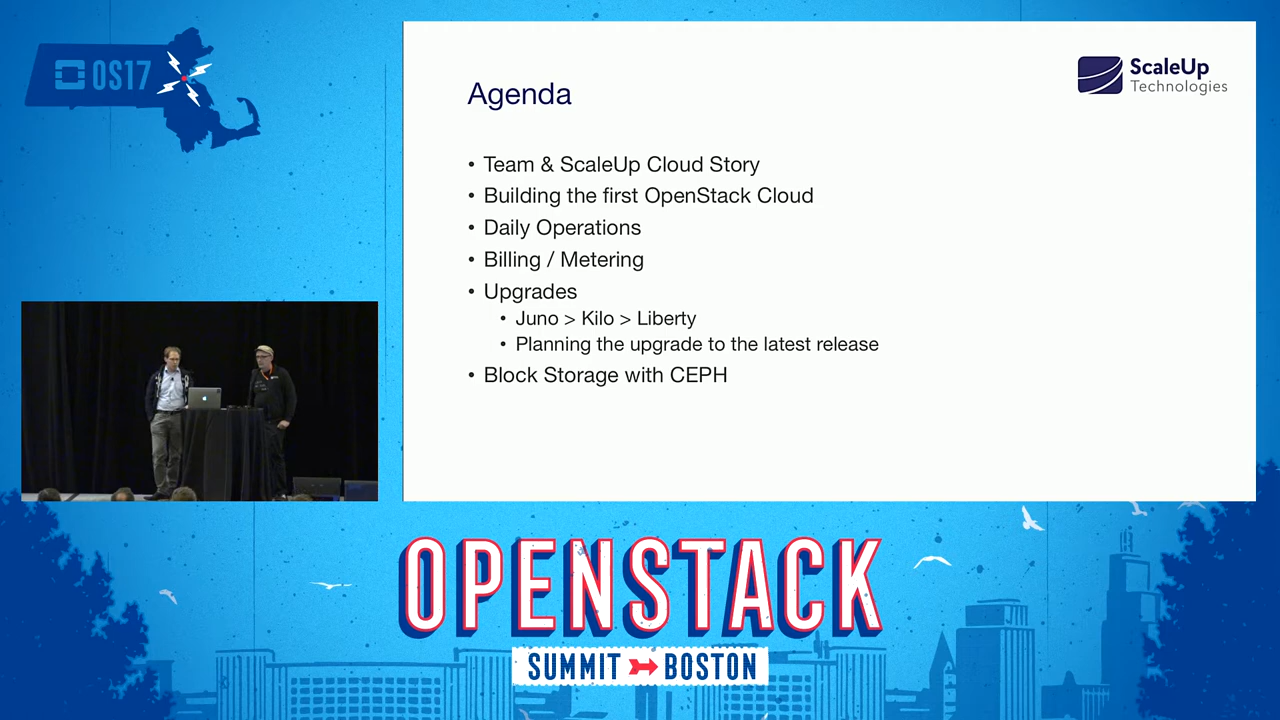 OS17
ScaleUp
Technologies
Agenda
• Team & ScaleUp Cloud Story
• Building the first OpenStack Cloud
• Daily Operations
• Billing / Metering
• Upgrades
• Juno > Kilo > Liberty
• Planning the upgrade to the latest release
• Block Storage with CEPH
OPENSTACK
SUMMIT BOSTON